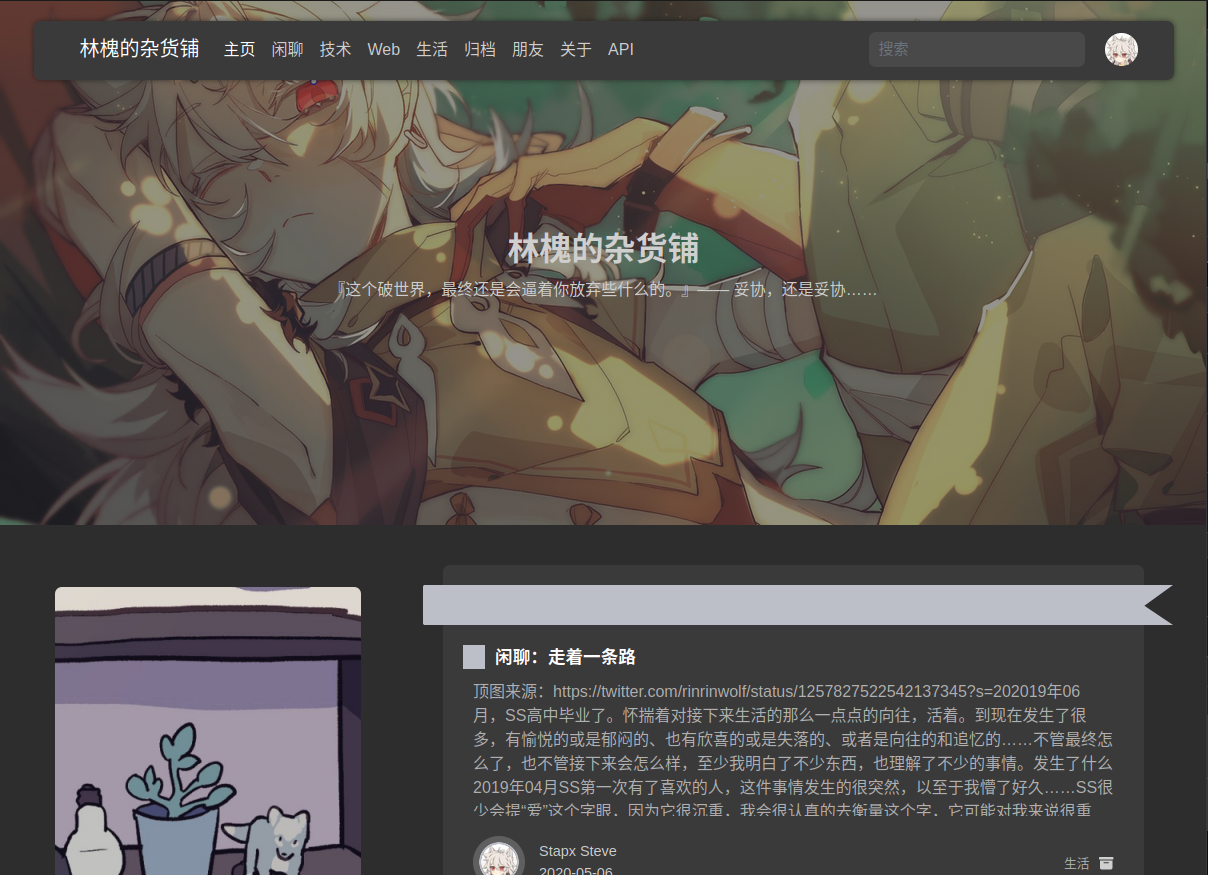 林槐的杂货铺 主页 闲聊 技术 Web 生活 归档 朋友 关于 API 搜索
林槐的杂货铺
『这个破世界，最终还是会逼着你放弃些什么的。』—— 妥协，还是妥协……
闲聊：走着一条路
顶图来源：https://twitter.com/rinrinwolf/status/1257827522542137345?s=202019年06
月，SS高中毕业了。怀揣着对接下来生活的那么一点点的向往，活着。到现在发生了很
多，有愉悦的或是郁闷的、也有欣喜的或是失落的、或者是向往的和追忆的……不管最终怎
么了，也不管接下来会怎么样，至少我明白了不少东西，也理解了不少的事情。发生了什么
2019年04月SS第一次有了喜欢的人，这件事情发生的很突然，以至于我懵了好久……SS很
少会提“爱”这个字眼，因为它很沉重，我会很认真的去衡量这个字，它可能对我来说很重
Stapx Steve
2020-05-06
生活